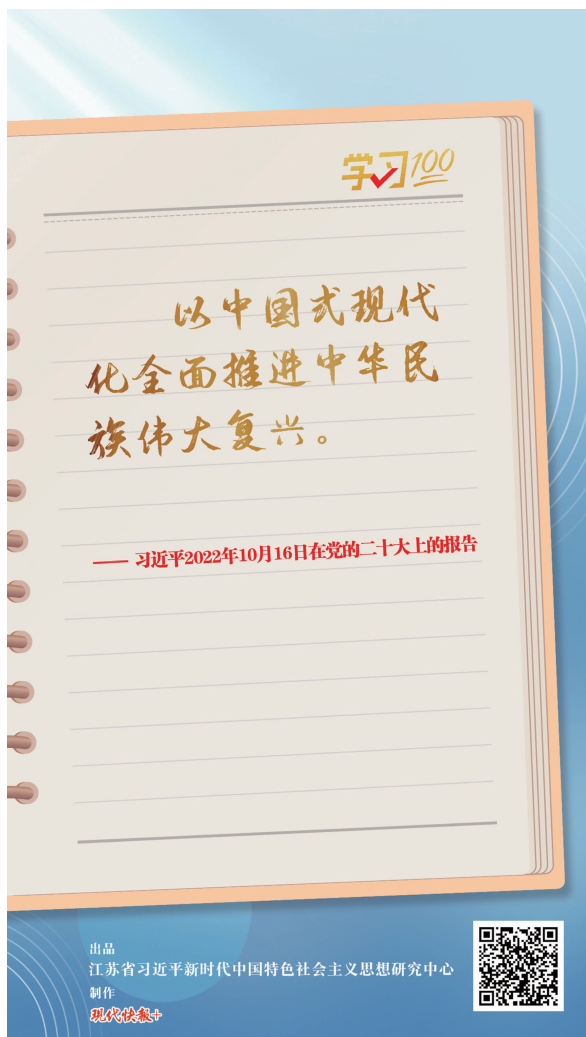 学习100
以中国式现代
化全面推进中华民
族伟大复兴。
—— 习近平2022年10月16日在党的二十大上的报告
出品
江苏省习近平新时代中国特色社会主义思想研究中心
制作
现代快报+